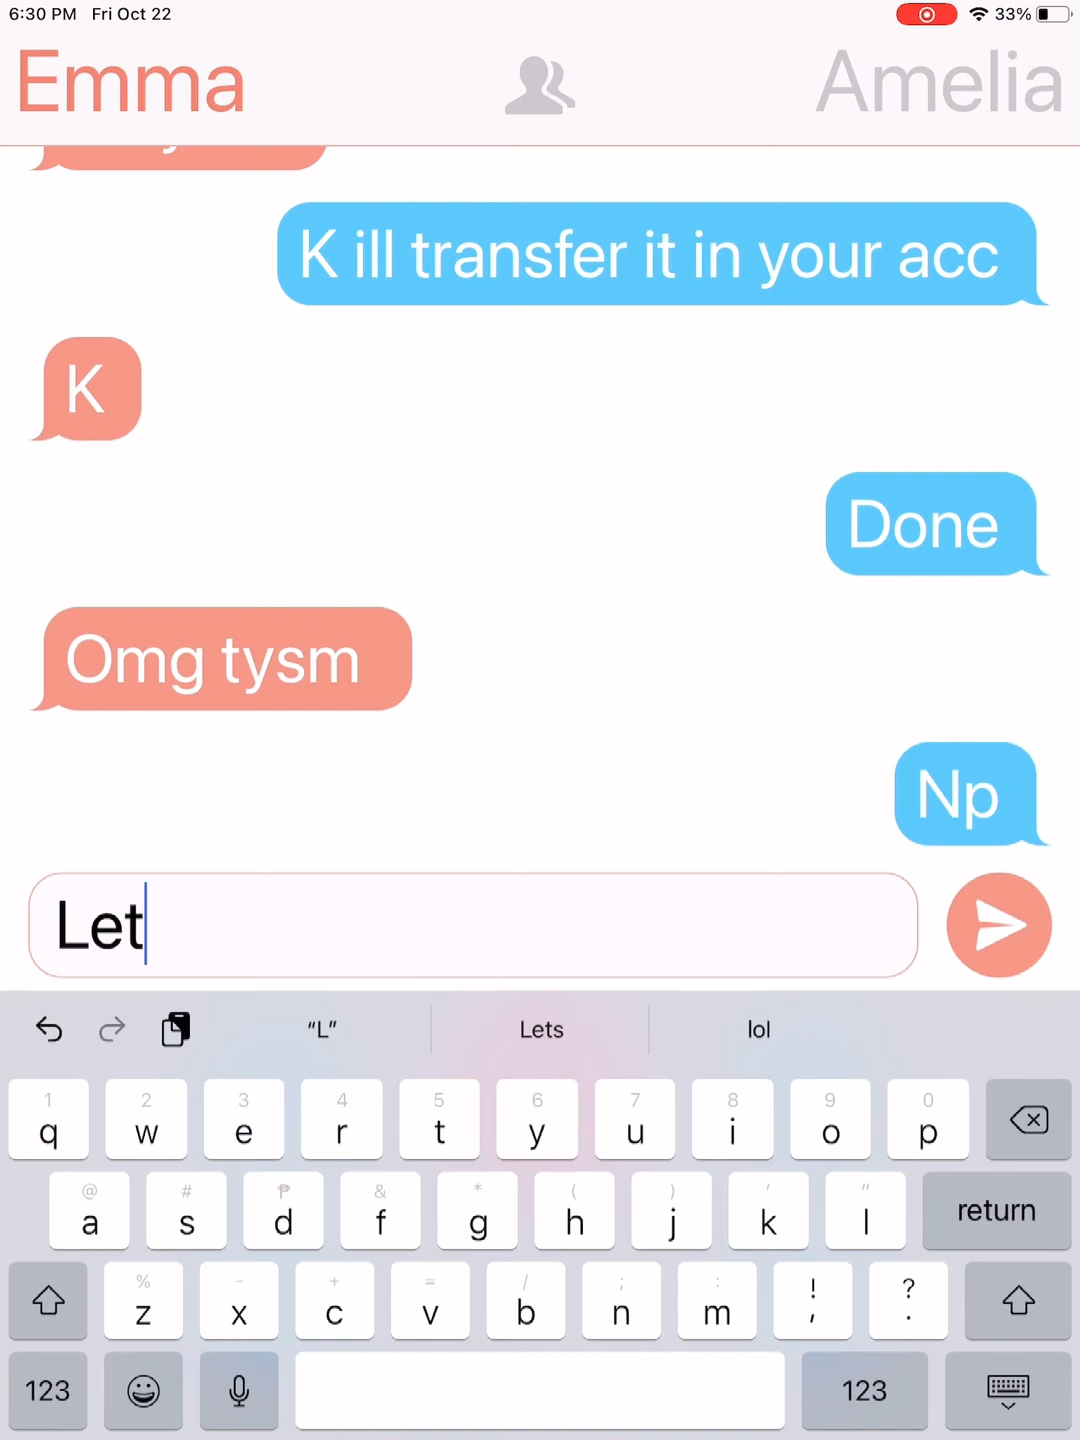 6:30 PM Fri Oct 22 33%
Emma Amelia
K ill transfer it in your acc
K
Done
Omg tysm
Np
Let
“L” Lets lol
1 2 3 4 5 6 7 8 9 0
q w e r t y u i o p
@ # ₱ & * ( ) ' "
a s d f g h j k l return
% - + = / ; : ! ?
z x c v b n m , .
123 123